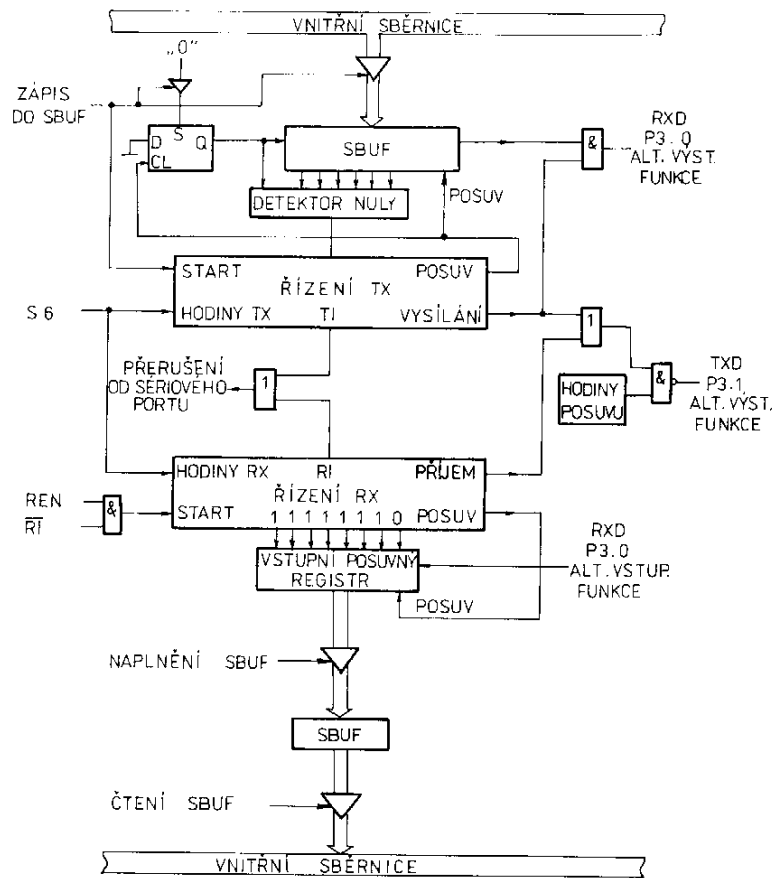 VNITŘNÍ SBĚRNICE
„0"
ZÁPIS
DO SBUF
D S Q
CL
SBUF
&
RXD
P3.0
ALT. VÝST.
FUNKCE
DETEKTOR NULY
POSUV
START
POSUV
ŘÍZENÍ TX
HODINY TX TI VYSÍLÁNÍ
S6
1
PŘERUŠENÍ
OD SÉRIOVÉHO
PORTU
1
HODINY
POSUVU
&
TXD
P3.1
ALT. VÝST.
FUNKCE
HODINY RX RI PŘÍJEM
ŘÍZENÍ RX
START 1 1 1 1 1 1 1 0 POSUV
REN
RI
&
VSTUPNÍ POSUVNÝ
REGISTR
RXD
P3.0
ALT. VSTUP.
FUNKCE
POSUV
NAPLNĚNÍ SBUF
SBUF
ČTENÍ SBUF
VNITŘNÍ SBĚRNICE